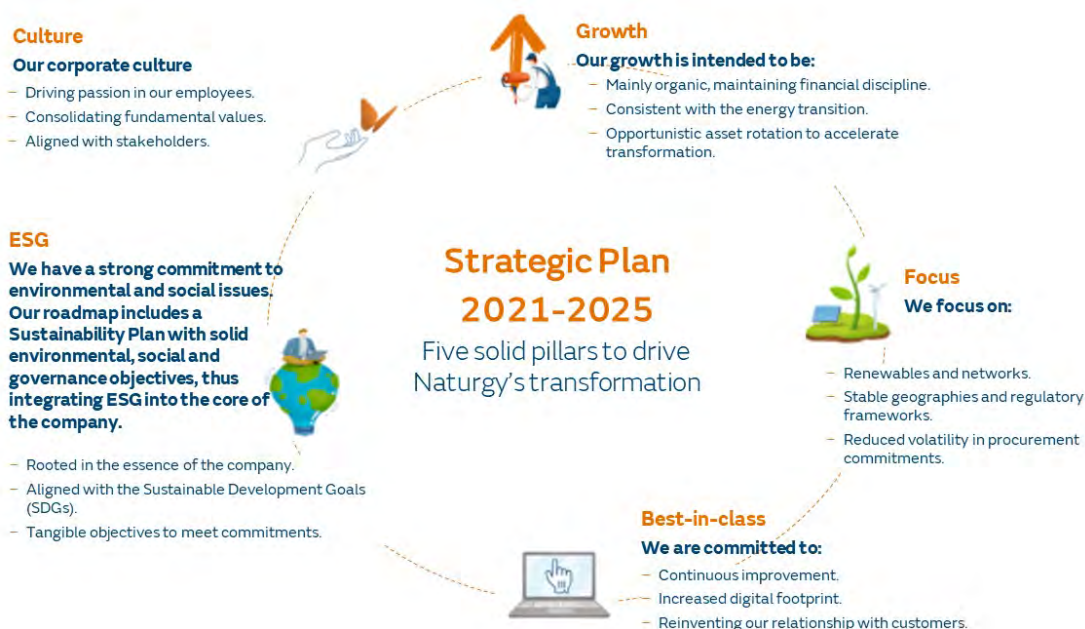 Culture
Our corporate culture
– Driving passion in our employees.
– Consolidating fundamental values.
– Aligned with stakeholders.
Growth
Our growth is intended to be:
– Mainly organic, maintaining financial discipline.
– Consistent with the energy transition.
– Opportunistic asset rotation to accelerate
transformation.
ESG
We have a strong commitment to
environmental and social issues.
Our roadmap includes a
Sustainability Plan with solid
environmental, social and
governance objectives, thus
integrating ESG into the core of
the company.
– Rooted in the essence of the company.
– Aligned with the Sustainable Development Goals
(SDGs).
– Tangible objectives to meet commitments.
Strategic Plan
2021-2025
Five solid pillars to drive
Naturgy's transformation
Focus
We focus on:
– Renewables and networks.
– Stable geographies and regulatory
frameworks.
– Reduced volatility in procurement
commitments.
Best-in-class
We are committed to:
– Continuous improvement.
– Increased digital footprint.
– Reinventing our relationship with customers.